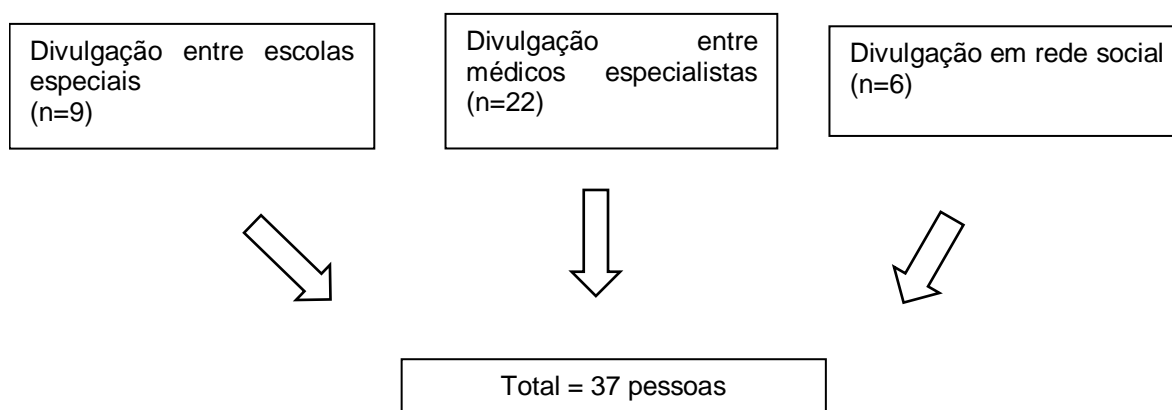 Divulgação entre escolas
especiais
(n=9)
Divulgação entre
médicos especialistas
(n=22)
Divulgação em rede social
(n=6)
Total = 37 pessoas